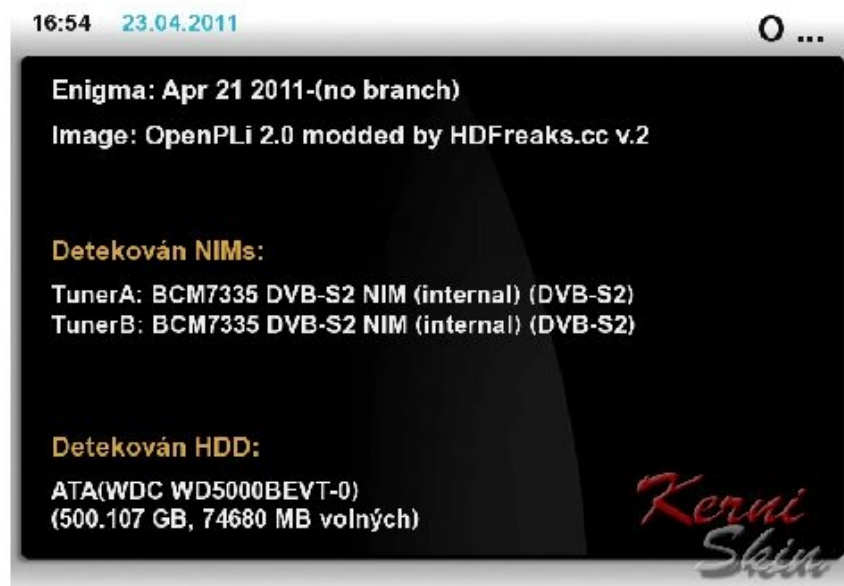 16:54 23.04.2011
O ...
Enigma: Apr 21 2011-(no branch)
Image: OpenPLi 2.0 modded by HDFreaks.cc v.2
Detekován NIMs:
TunerA: BCM7335 DVB-S2 NIM (internal) (DVB-S2)
TunerB: BCM7335 DVB-S2 NIM (internal) (DVB-S2)
Detekován HDD:
ATA(WDC WD5000BEVT-0)
(500.107 GB, 74680 MB volných)
Kerni
Skin